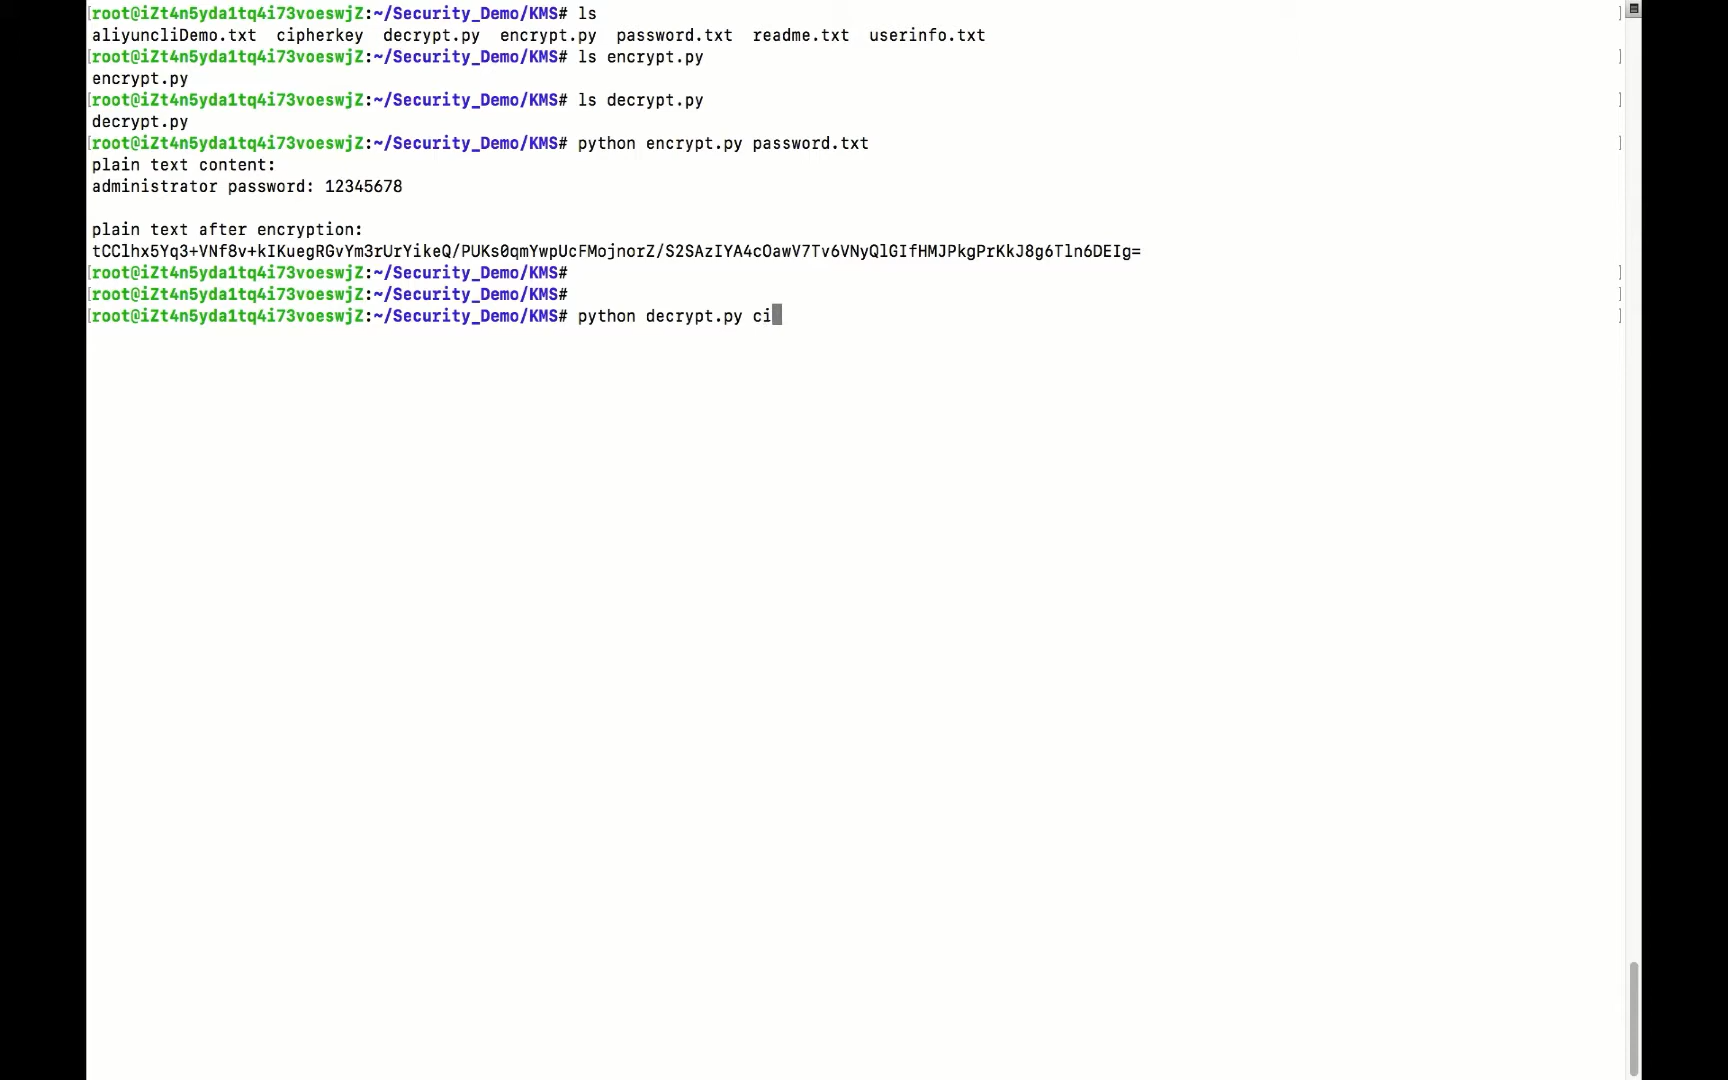 [root@iZt4n5yda1tq4i73voeswjZ:~/Security_Demo/KMS# ls ]
aliyuncliDemo.txt cipherkey decrypt.py encrypt.py password.txt readme.txt userinfo.txt
[root@iZt4n5yda1tq4i73voeswjZ:~/Security_Demo/KMS# ls encrypt.py ]
encrypt.py
[root@iZt4n5yda1tq4i73voeswjZ:~/Security_Demo/KMS# ls decrypt.py ]
decrypt.py
[root@iZt4n5yda1tq4i73voeswjZ:~/Security_Demo/KMS# python encrypt.py password.txt ]
plain text content:
administrator password: 12345678
plain text after encryption:
tCClhx5Yq3+VNf8v+kIKuegRGvYm3rUrYikeQ/PUKs0qmYwpUcFMojnorZ/S2SAzIYA4cOawV7Tv6VNyQlGIfHMJPkgPrKkJ8g6Tln6DEIg=
[root@iZt4n5yda1tq4i73voeswjZ:~/Security_Demo/KMS# ]
[root@iZt4n5yda1tq4i73voeswjZ:~/Security_Demo/KMS# ]
[root@iZt4n5yda1tq4i73voeswjZ:~/Security_Demo/KMS# python decrypt.py ci ]